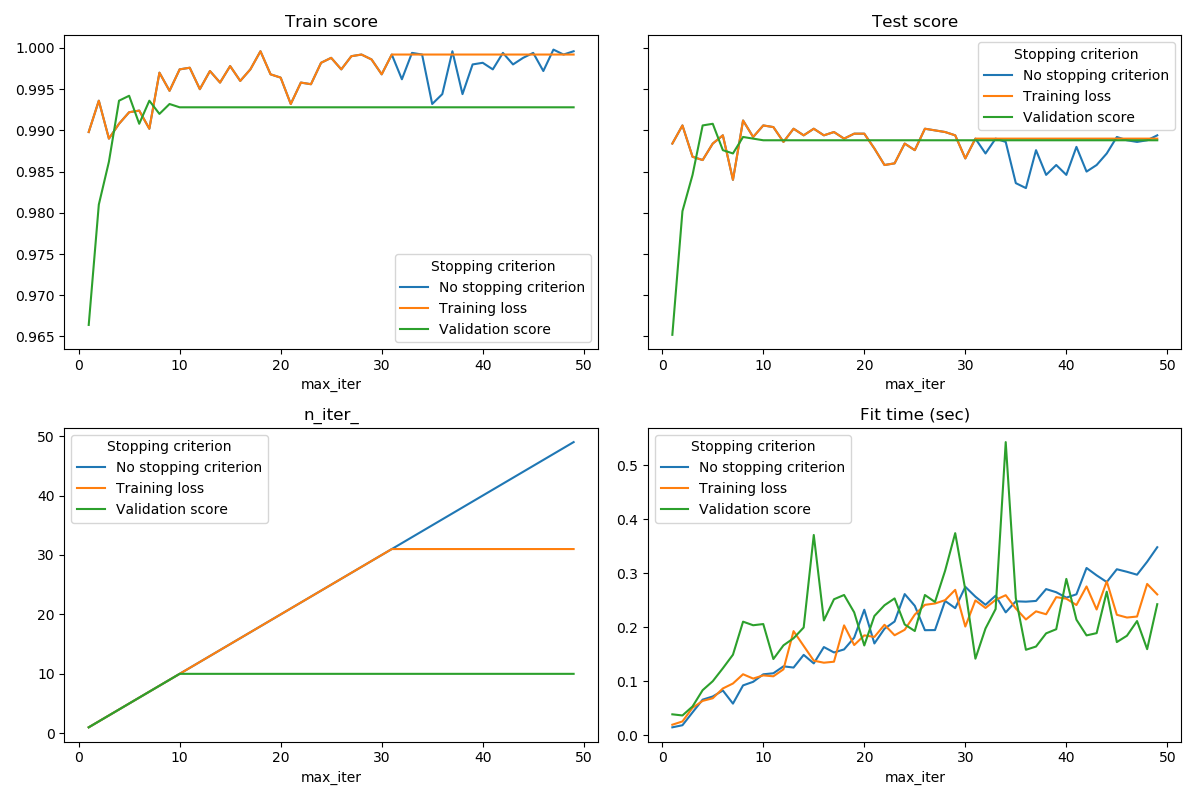 Train score
1.000
0.995
0.990
0.985
0.980
0.975
0.970
0.965
Stopping criterion
No stopping criterion
Training loss
Validation score
0 10 20 30 40 50
max_iter
Test score
Stopping criterion
No stopping criterion
Training loss
Validation score
0 10 20 30 40 50
max_iter
n_iter_
50
40
30
20
10
0
Stopping criterion
No stopping criterion
Training loss
Validation score
0 10 20 30 40 50
max_iter
Fit time (sec)
0.5
0.4
0.3
0.2
0.1
0.0
Stopping criterion
No stopping criterion
Training loss
Validation score
0 10 20 30 40 50
max_iter